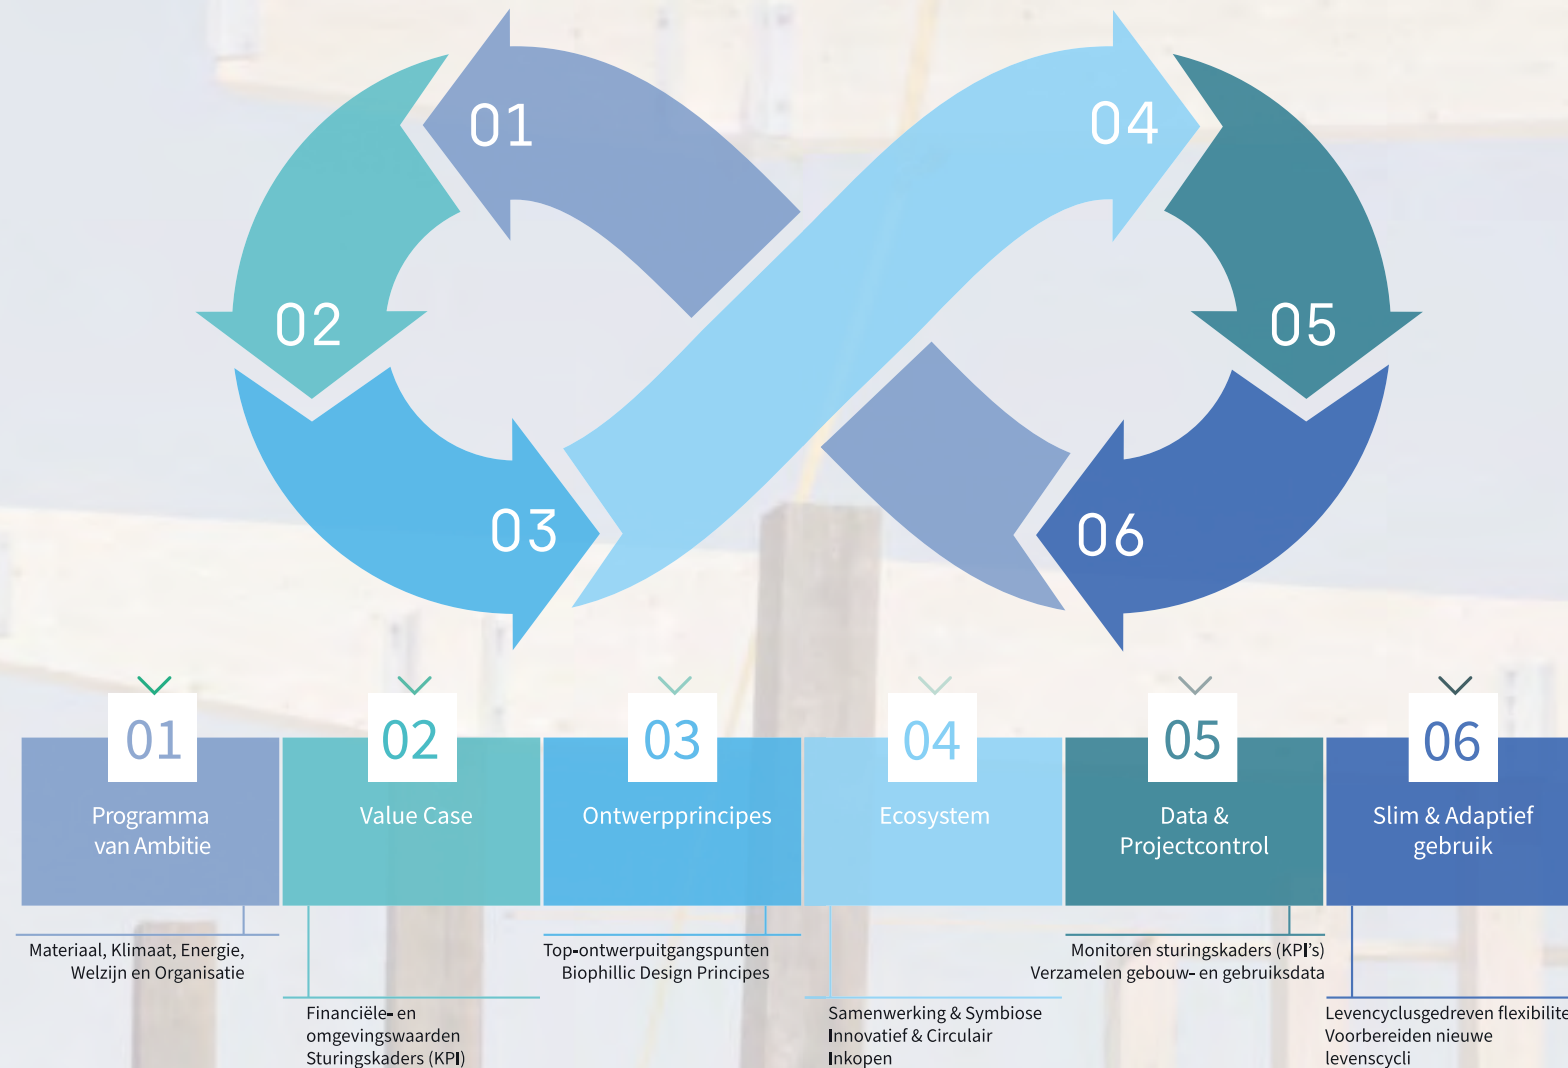 01
04
02
05
03
06
01
02
03
04
05
06
Programma
van Ambitie
Value Case
Ontwerpprincipes
Ecosystem
Data &
Projectcontrol
Slim & Adaptief
gebruik
Materiaal, Klimaat, Energie,
Welzijn en Organisatie
Financiële- en
omgevingswaarden
Sturingskaders (KPI)
Top-ontwerpuitgangspunten
Biophillic Design Principes
Samenwerking & Symbiose
Innovatief & Circulair
Inkopen
Monitoren sturingskaders (KPI's)
Verzamelen gebouw- en gebruiksdata
Levencyclusgedreven
Voorbereiden nieuwe
levenscycli